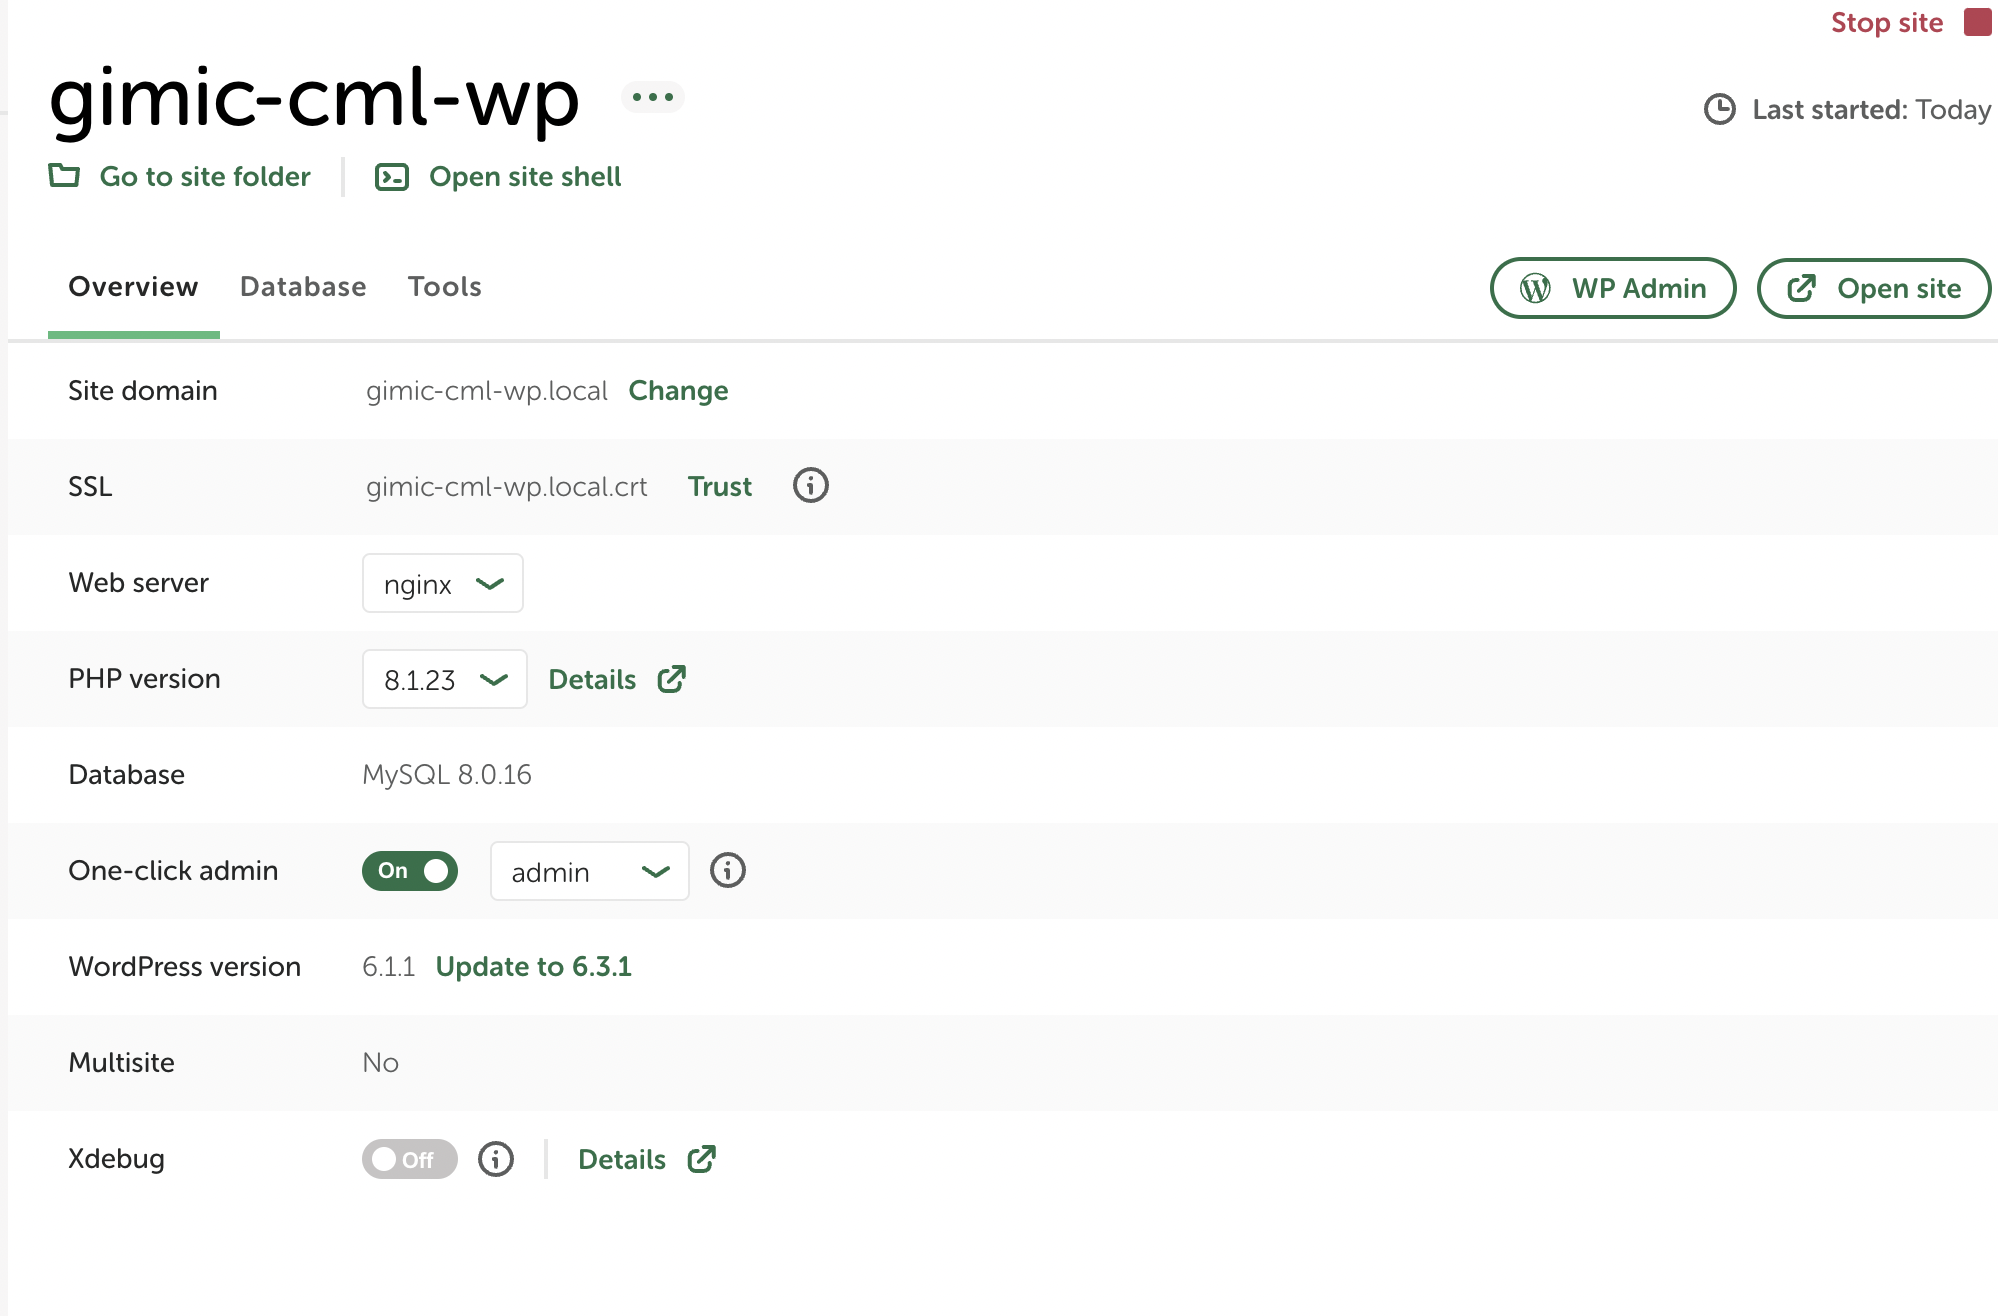 Stop site
gimic-cml-wp
Last started: Today
Go to site folder
Open site shell
Overview
Database
Tools
WP Admin
Open site
Site domain
gimic-cml-wp.local
Change
SSL
gimic-cml-wp.local.crt
Trust
Web server
nginx
PHP version
8.1.23
Details
Database
MySQL 8.0.16
One-click admin
On
admin
WordPress version
6.1.1
Update to 6.3.1
Multisite
No
Xdebug
Off
Details